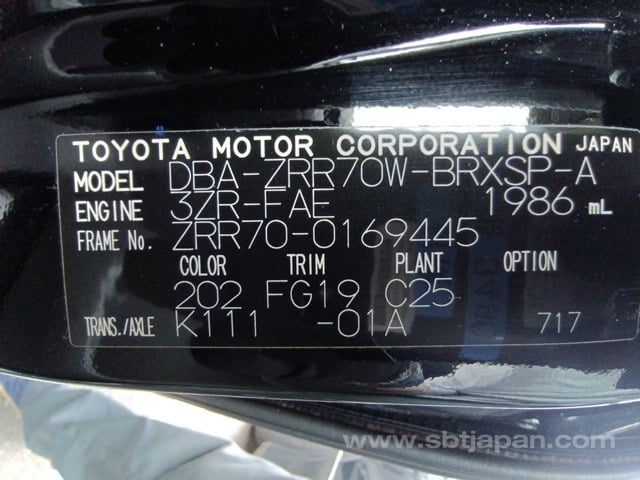 TOYOTA MOTOR CORPORATION JAPAN
MODEL DBA-ZRR70W-BRXSP-A
ENGINE 3ZR-FAE 1986 mL
FRAME No. ZRR70-0169445
COLOR TRIM PLANT OPTION
202 FG19 C25
TRANS./AXLE K111 -01A 717
www.sbtjapan.com